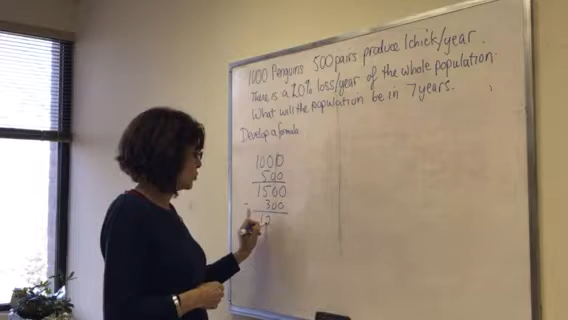 1000 Penguins 500 pairs produce 1 chick/year.
There is a 20% loss/year of the whole population.
What will the population be in 7 years.
Develop a formula
1000
500
1500
- 300
12